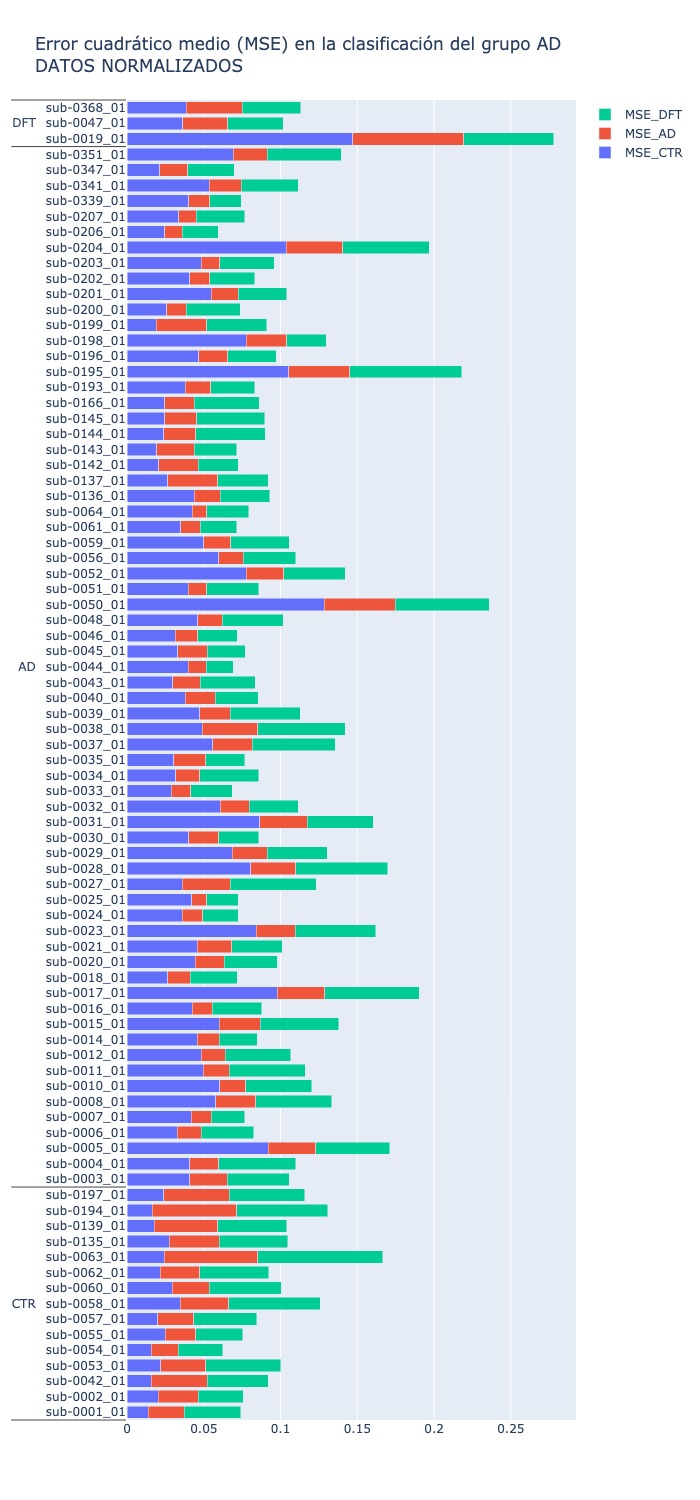 Error cuadrático medio (MSE) en la clasificación del grupo AD
DATOS NORMALIZADOS
MSE_DFT
MSE_AD
MSE_CTR
DFT
sub-0368_01
sub-0047_01
sub-0019_01
AD
sub-0351_01
sub-0347_01
sub-0341_01
sub-0339_01
sub-0207_01
sub-0206_01
sub-0204_01
sub-0203_01
sub-0202_01
sub-0201_01
sub-0200_01
sub-0199_01
sub-0198_01
sub-0196_01
sub-0195_01
sub-0193_01
sub-0166_01
sub-0145_01
sub-0144_01
sub-0143_01
sub-0142_01
sub-0137_01
sub-0136_01
sub-0064_01
sub-0061_01
sub-0059_01
sub-0056_01
sub-0052_01
sub-0051_01
sub-0050_01
sub-0048_01
sub-0046_01
sub-0045_01
sub-0044_01
sub-0043_01
sub-0040_01
sub-0039_01
sub-0038_01
sub-0037_01
sub-0035_01
sub-0034_01
sub-0033_01
sub-0032_01
sub-0031_01
sub-0030_01
sub-0029_01
sub-0028_01
sub-0027_01
sub-0025_01
sub-0024_01
sub-0023_01
sub-0021_01
sub-0020_01
sub-0018_01
sub-0017_01
sub-0016_01
sub-0015_01
sub-0014_01
sub-0012_01
sub-0011_01
sub-0010_01
sub-0008_01
sub-0007_01
sub-0006_01
sub-0005_01
sub-0004_01
sub-0003_01
CTR
sub-0197_01
sub-0194_01
sub-0139_01
sub-0135_01
sub-0063_01
sub-0062_01
sub-0060_01
sub-0058_01
sub-0057_01
sub-0055_01
sub-0054_01
sub-0053_01
sub-0042_01
sub-0002_01
sub-0001_01
0 0.05 0.1 0.15 0.2 0.25